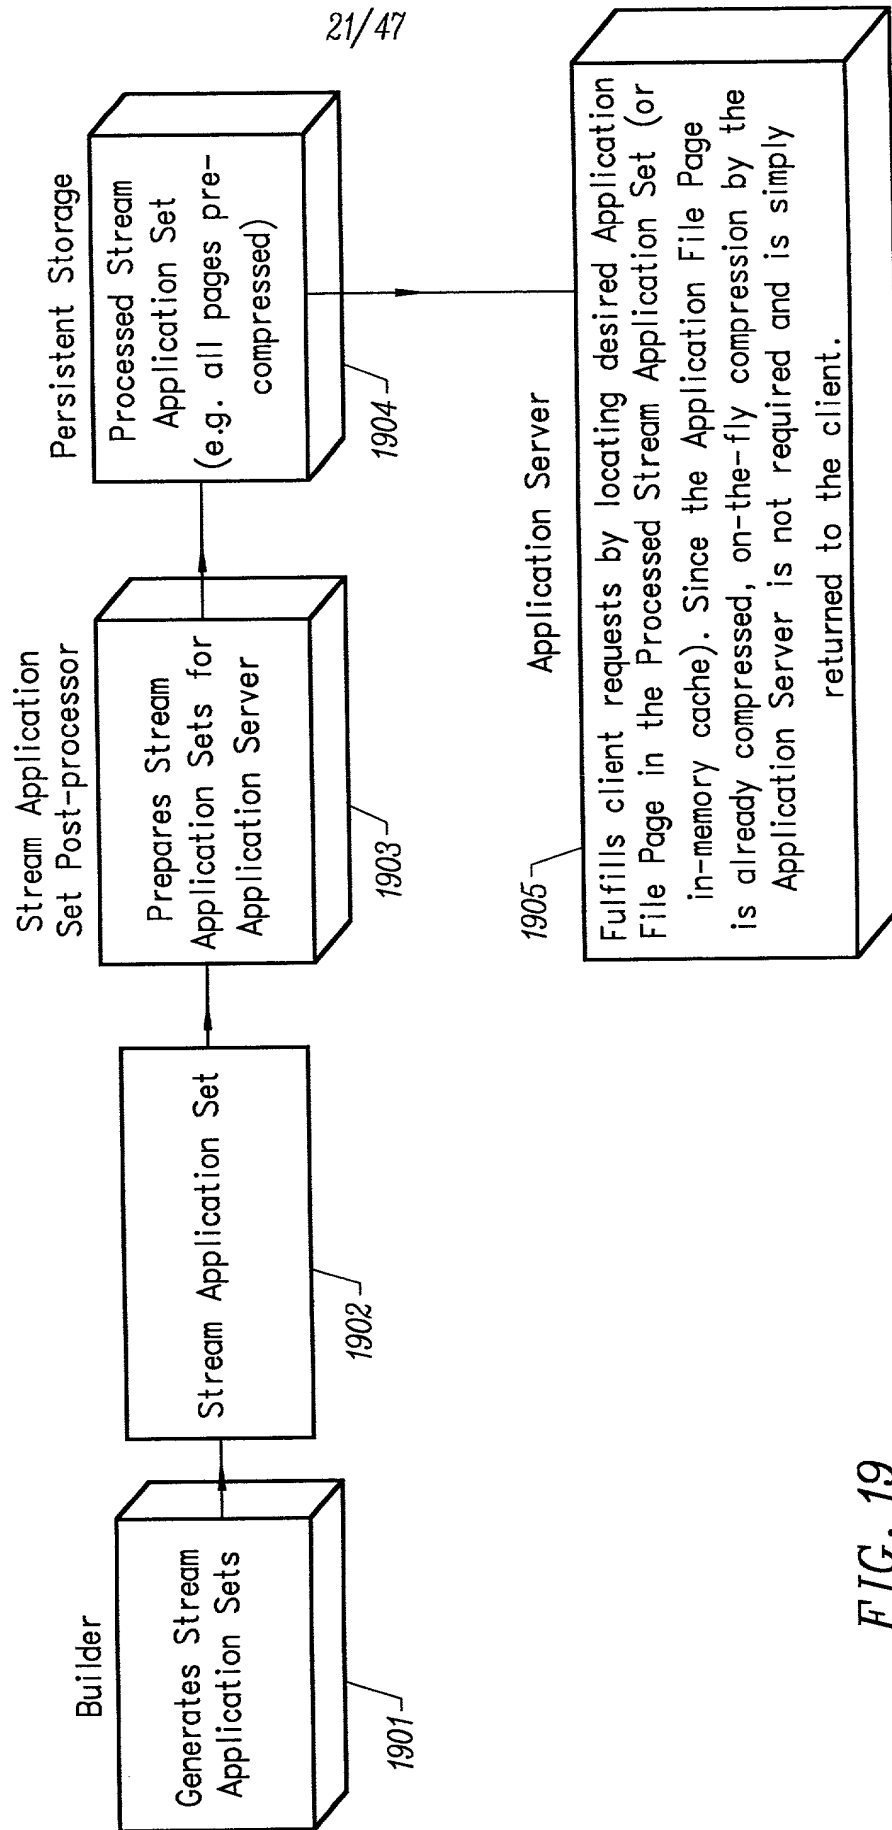 21/47
Builder
Generates Stream
Application Sets
1901
Stream Application Set
1902
Stream Application
Set Post-processor
Prepares Stream
Application Sets for
Application Server
1903
Persistent Storage
Processed Stream
Application Set
(e.g. all pages pre-
compressed)
1904
Application Server
1905
Fulfills client requests by locating desired Application
File Page in the Processed Stream Application Set (or
in-memory cache). Since the Application File Page
is already compressed, on-the-fly compression by the
Application Server is not required and is simply
returned to the client.
FIG. 19